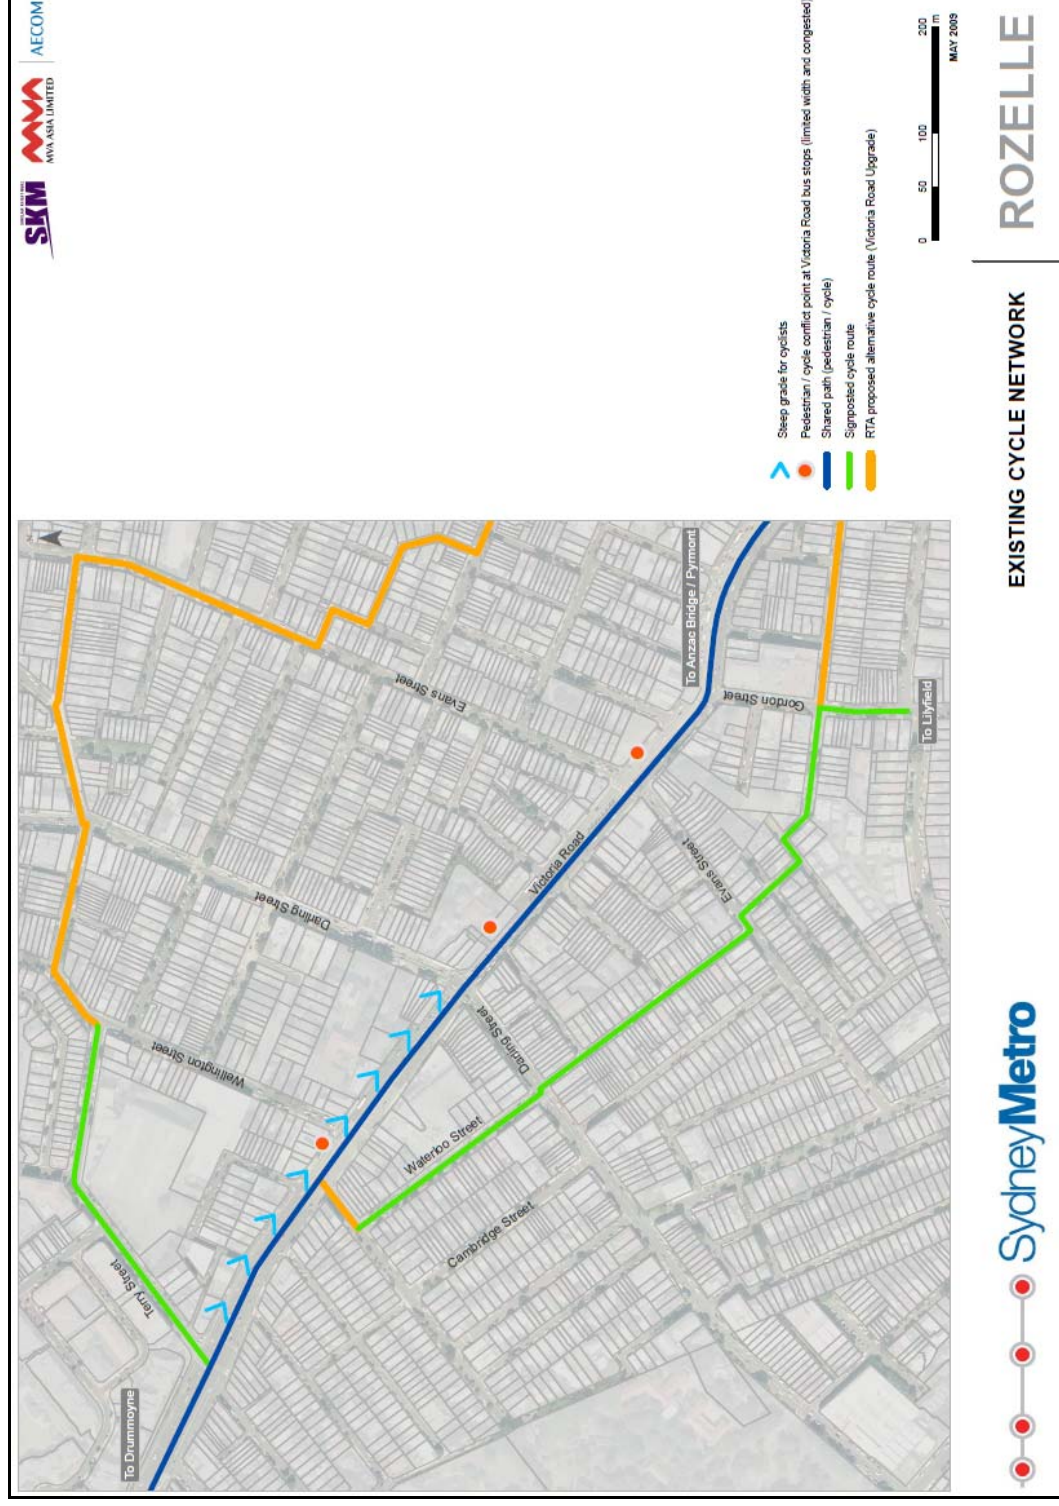 SKM
MVA ASIA LIMITED
AECOM
N
To Drummoyne
Terry Street
Wellington Street
Darling Street
Evans Street
Victoria Road
To Anzac Bridge / Pyrmont
Gordon Street
Evans Street
Darling Street
Waterloo Street
Cambridge Street
To Lilyfield
Steep grade for cyclists
Pedestrian / cycle conflict point at Victoria Road bus stops (limited width and congested)
Shared path (pedestrian / cycle)
Signposted cycle route
RTA proposed alternative cycle route (Victoria Road Upgrade)
0 50 100 200
m
MAY 2009
SydneyMetro
EXISTING CYCLE NETWORK
ROZELLE